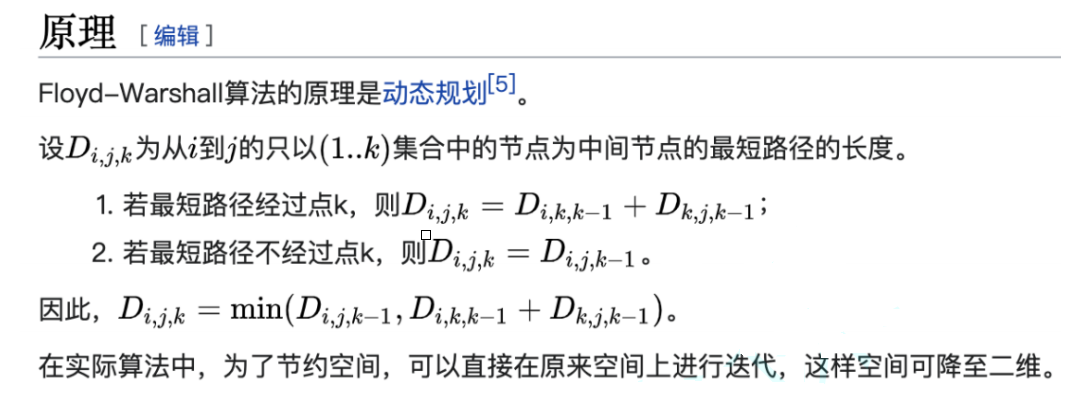 原理 [编辑]
Floyd–Warshall算法的原理是动态规划[5]。
设D_{i,j,k}为从i到j的只以(1..k)集合中的节点为中间节点的最短路径的长度。
1. 若最短路径经过点k，则D_{i,j,k} = D_{i,k,k−1} + D_{k,j,k−1}；
2. 若最短路径不经过点k，则D_{i,j,k} = D_{i,j,k−1}。
因此，D_{i,j,k} = min(D_{i,j,k−1}, D_{i,k,k−1} + D_{k,j,k−1})。
在实际算法中，为了节约空间，可以直接在原来空间上进行迭代，这样空间可降至二维。